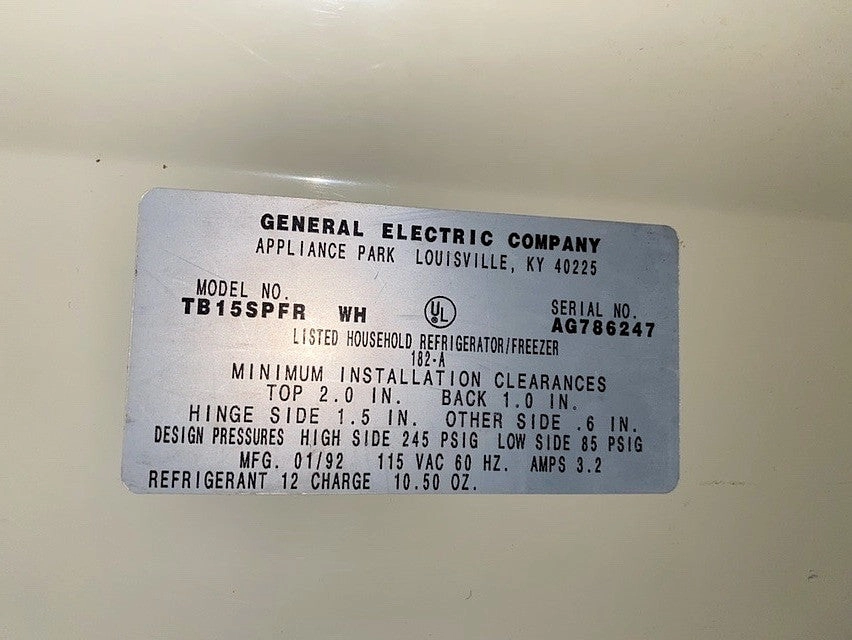 GENERAL ELECTRIC COMPANY
APPLIANCE PARK LOUISVILLE, KY 40225
MODEL NO. SERIAL NO.
TB15SPFR WH UL AG786247
LISTED HOUSEHOLD REFRIGERATOR/FREEZER
182-A
MINIMUM INSTALLATION CLEARANCES
TOP 2.0 IN. BACK 1.0 IN.
HINGE SIDE 1.5 IN. OTHER SIDE .6 IN.
DESIGN PRESSURES HIGH SIDE 245 PSIG LOW SIDE 85 PSIG
MFG. 01/92 115 VAC 60 HZ. AMPS 3.2
REFRIGERANT 12 CHARGE 10.50 OZ.